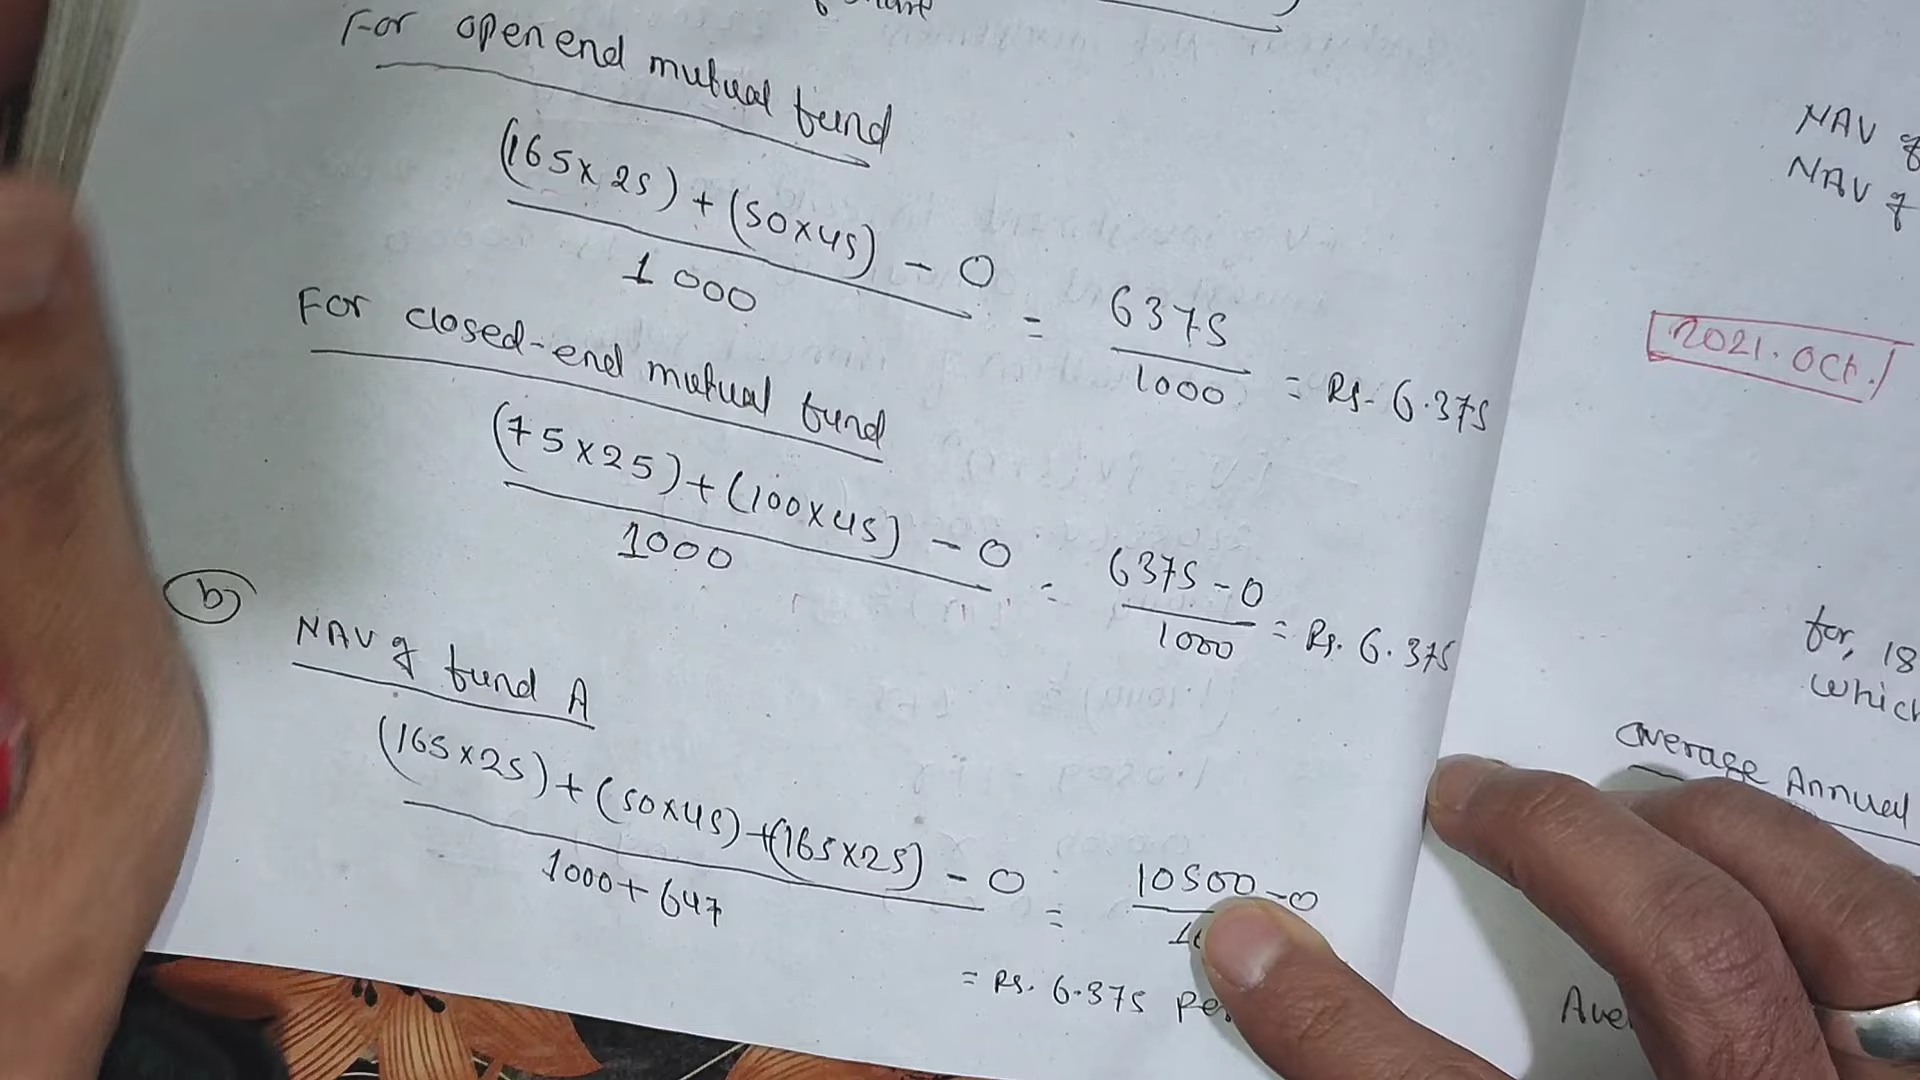 For open end mutual fund
(165x25) + (50x45) - 0
1000
= 6375
1000
= Rs. 6.375
For closed-end mutual fund
(75x25) + (100x45) - 0
1000
= 6375 - 0
1000
= Rs. 6.375
b)
NAV of fund A
(165x25) + (50x45) + (165x25) - 0
1000 + 647
= 10500 - 0
= Rs. 6.375
NAV
NAV
2021. Oct.
for, 18
Average Annual